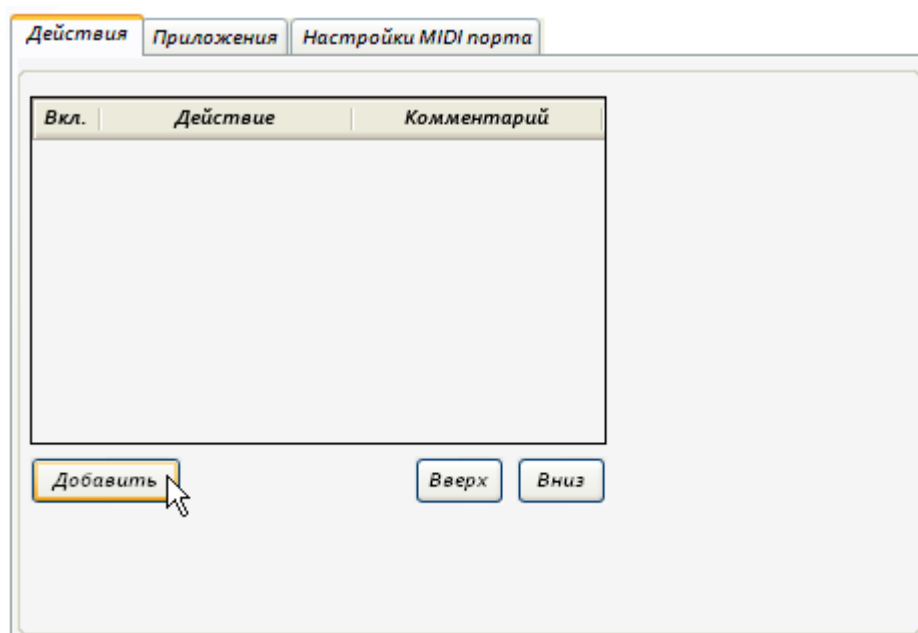 Действия Приложения Настройки MIDI порта
Вкл. Действие Комментарий
Добавить Вверх Вниз